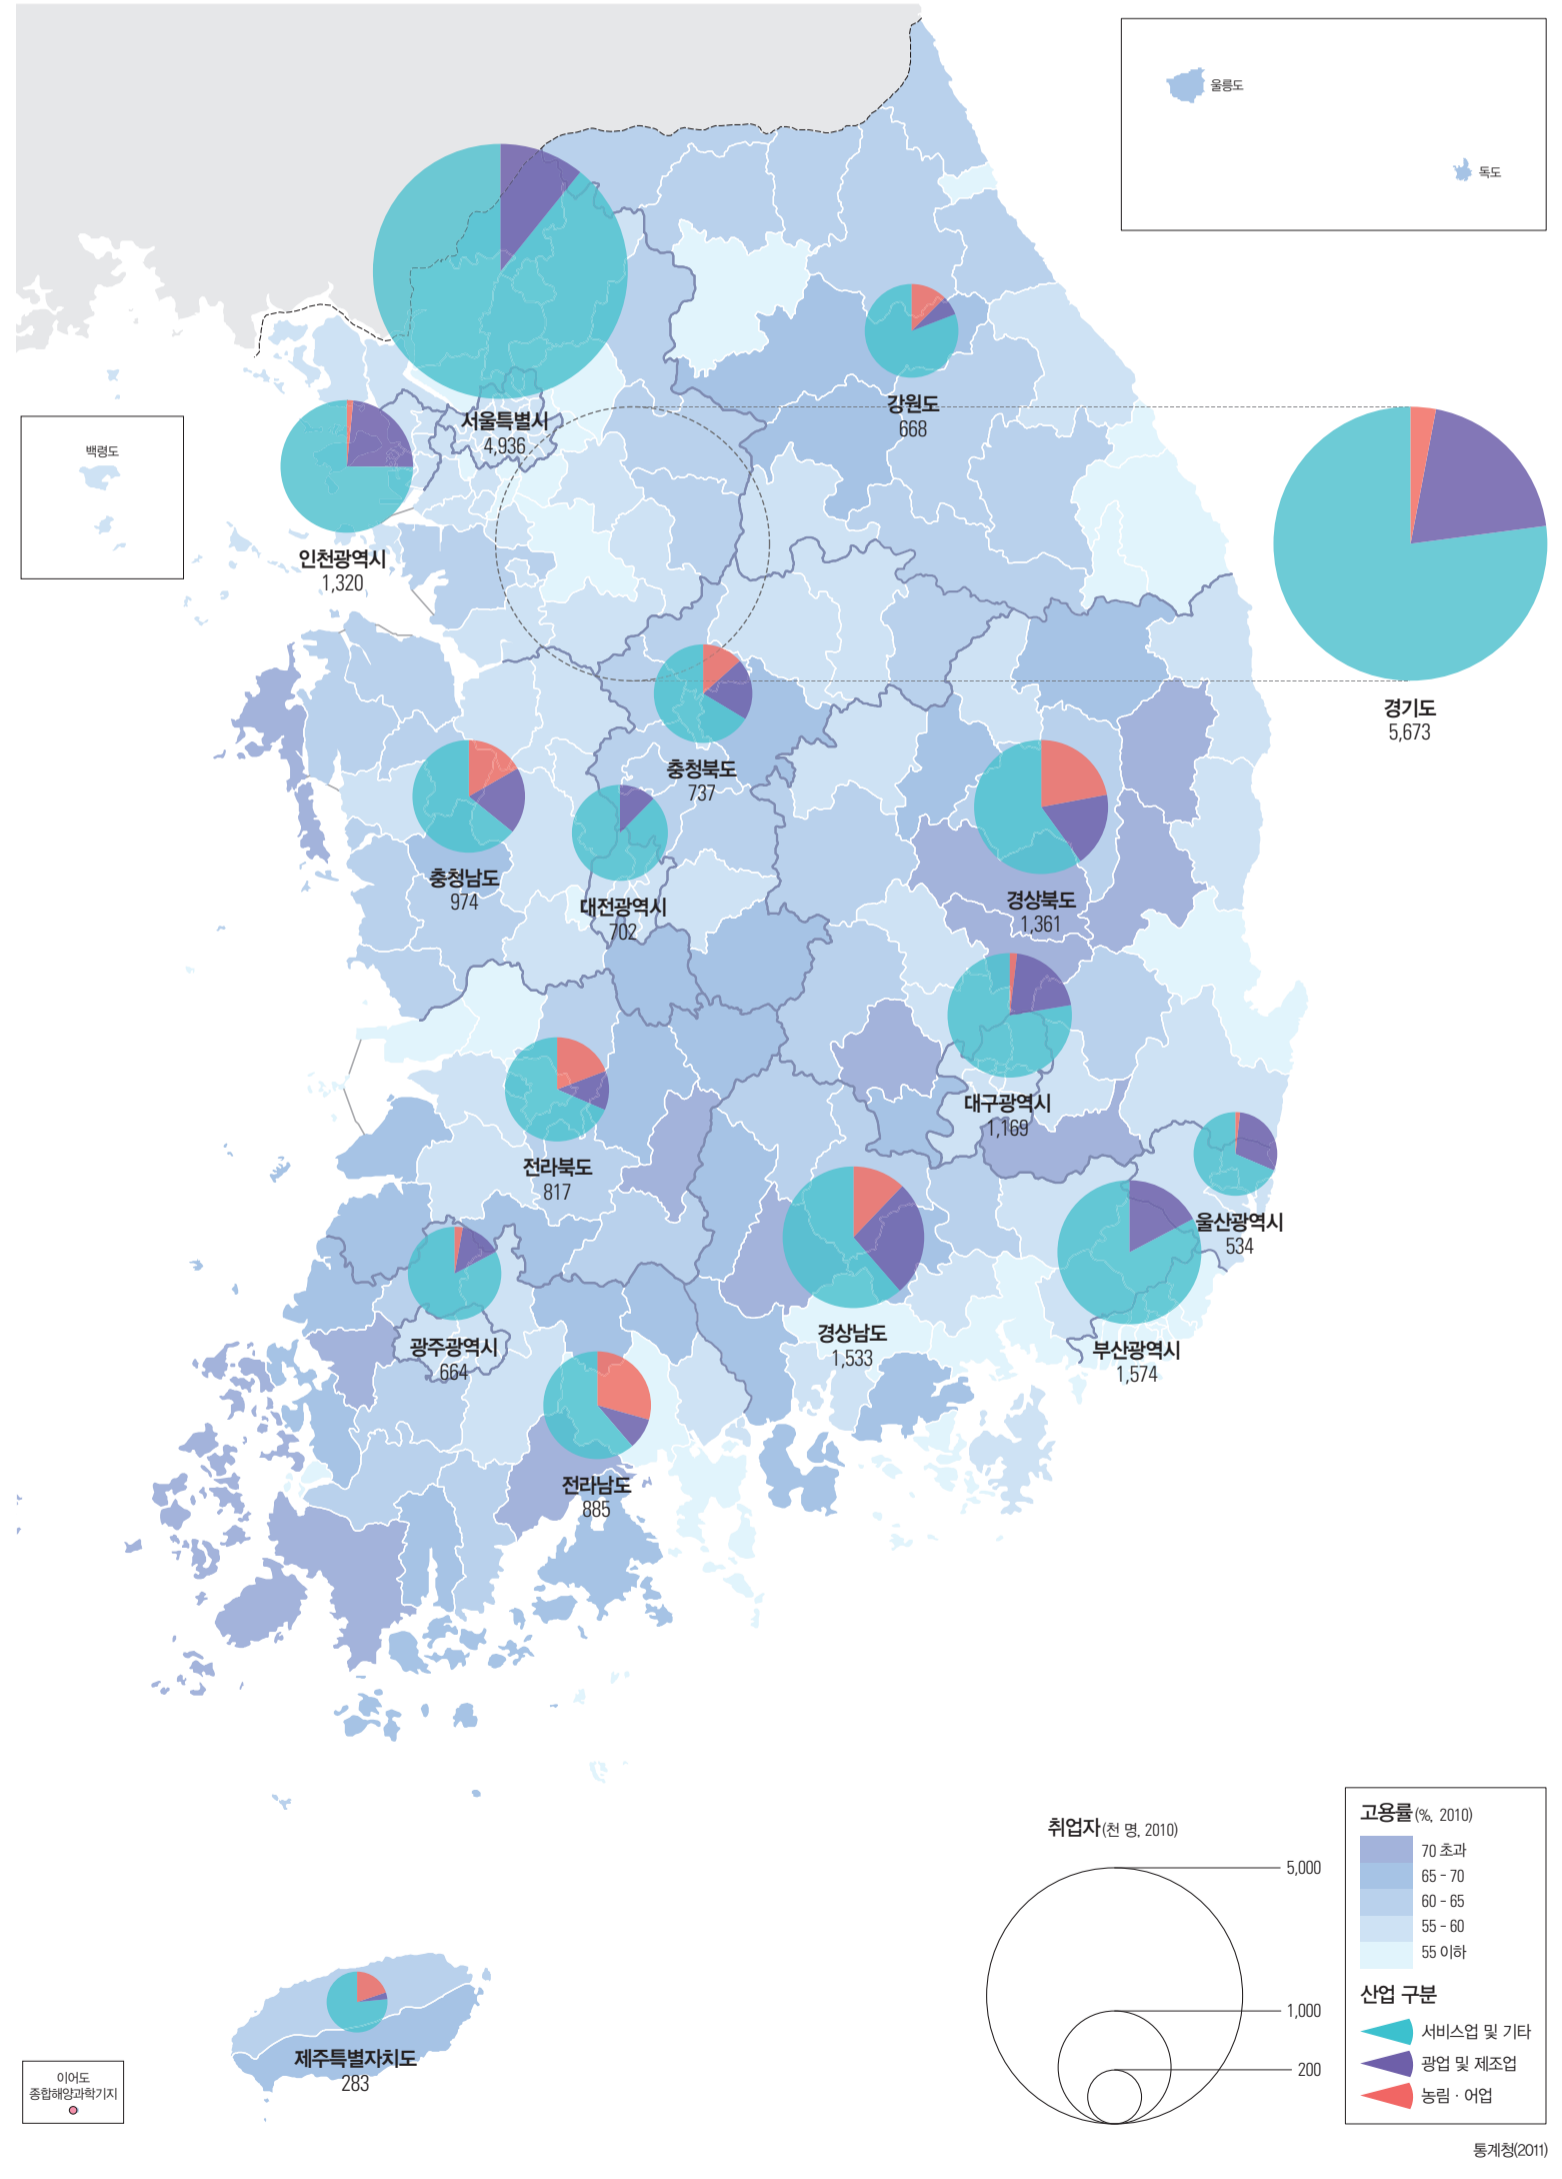 울릉도
독도
서울특별시
4,936
강원도
668
백령도
인천광역시
1,320
경기도
5,673
충청북도
737
충청남도
974
대전광역시
702
경상북도
1,361
대구광역시
1,169
전라북도
817
울산광역시
534
광주광역시
664
경상남도
1,533
부산광역시
1,574
전라남도
885
제주특별자치도
283
이어도
종합해양과학기지
취업자(천 명, 2010)
5,000
1,000
200
고용률(%, 2010)
70 초과
65 - 70
60 - 65
55 - 60
55 이하
산업 구분
서비스업 및 기타
광업 및 제조업
농림 · 어업
통계청(2011)